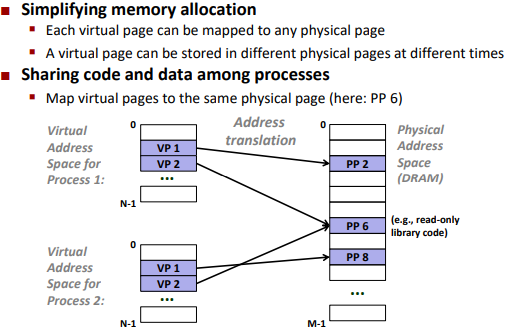 Simplifying memory allocation
Each virtual page can be mapped to any physical page
A virtual page can be stored in different physical pages at different times
Sharing code and data among processes
Map virtual pages to the same physical page (here: PP 6)
Virtual
Address
Space for
Process 1:
0
VP 1
VP 2
...
N-1
Address
translation
0
PP 2
PP 6
PP 8
...
M-1
Physical
Address
Space
(DRAM)
(e.g., read-only
library code)
Virtual
Address
Space for
Process 2:
0
VP 1
VP 2
...
N-1